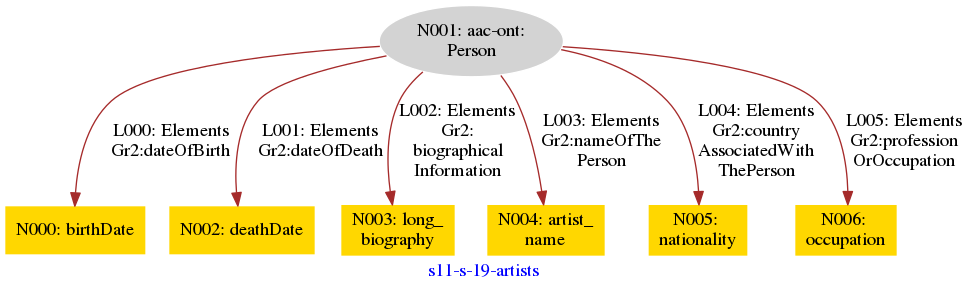 N001: aac-ont:
Person
L000: Elements
Gr2:dateOfBirth
L001: Elements
Gr2:dateOfDeath
L002: Elements
Gr2:
biographical
Information
L003: Elements
Gr2:nameOfThe
Person
L004: Elements
Gr2:country
AssociatedWith
ThePerson
L005: Elements
Gr2:profession
OrOccupation
N000: birthDate
N002: deathDate
N003: long_
biography
N004: artist_
name
N005:
nationality
N006:
occupation
s11-s-19-artists